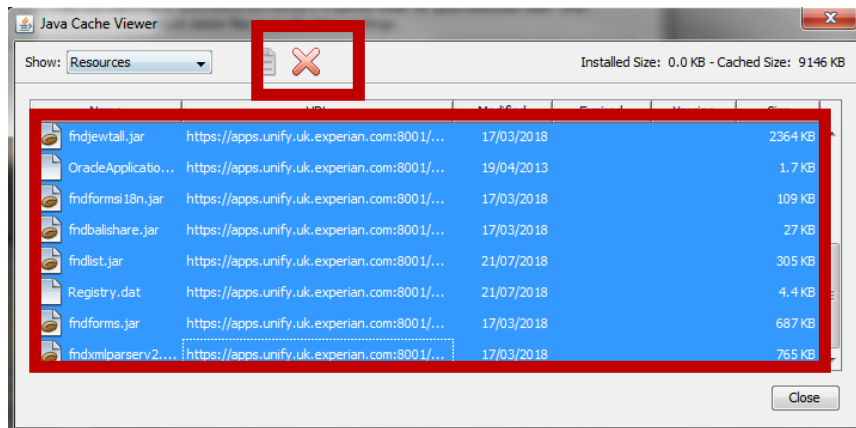 Java Cache Viewer
Show: Resources
Installed Size: 0.0 KB - Cached Size: 9146 KB
fndjewtall.jar https://apps.unify.uk.experian.com:8001/... 17/03/2018 2364 KB
OracleApplicatio... https://apps.unify.uk.experian.com:8001/... 19/04/2013 1.7 KB
fndformsi18n.jar https://apps.unify.uk.experian.com:8001/... 17/03/2018 109 KB
fndbalishare.jar https://apps.unify.uk.experian.com:8001/... 17/03/2018 27 KB
fndlist.jar https://apps.unify.uk.experian.com:8001/... 21/07/2018 305 KB
Registry.dat https://apps.unify.uk.experian.com:8001/... 21/07/2018 4.4 KB
fndforms.jar https://apps.unify.uk.experian.com:8001/... 17/03/2018 687 KB
fndxmlparserv2.... https://apps.unify.uk.experian.com:8001/... 17/03/2018 765 KB
Close